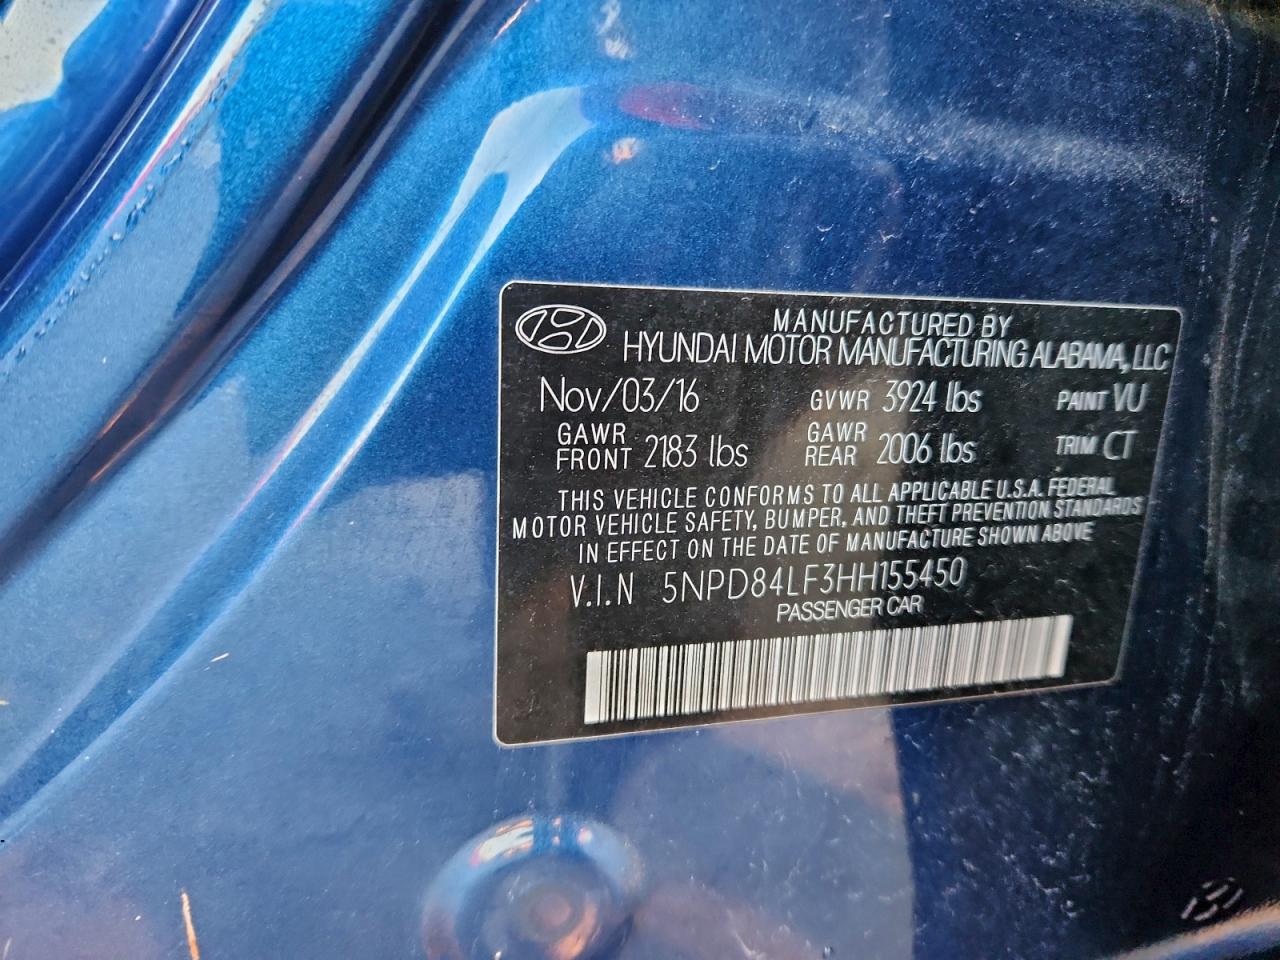 MANUFACTURED BY
HYUNDAI MOTOR MANUFACTURING ALABAMA, LLC
Nov/03/16 GVWR 3924 lbs PAINT VU
GAWR FRONT 2183 lbs GAWR REAR 2006 lbs TRIM CT
THIS VEHICLE CONFORMS TO ALL APPLICABLE U.S.A. FEDERAL
MOTOR VEHICLE SAFETY, BUMPER, AND THEFT PREVENTION STANDARDS
IN EFFECT ON THE DATE OF MANUFACTURE SHOWN ABOVE
V.I.N 5NPD84LF3HH155450
PASSENGER CAR